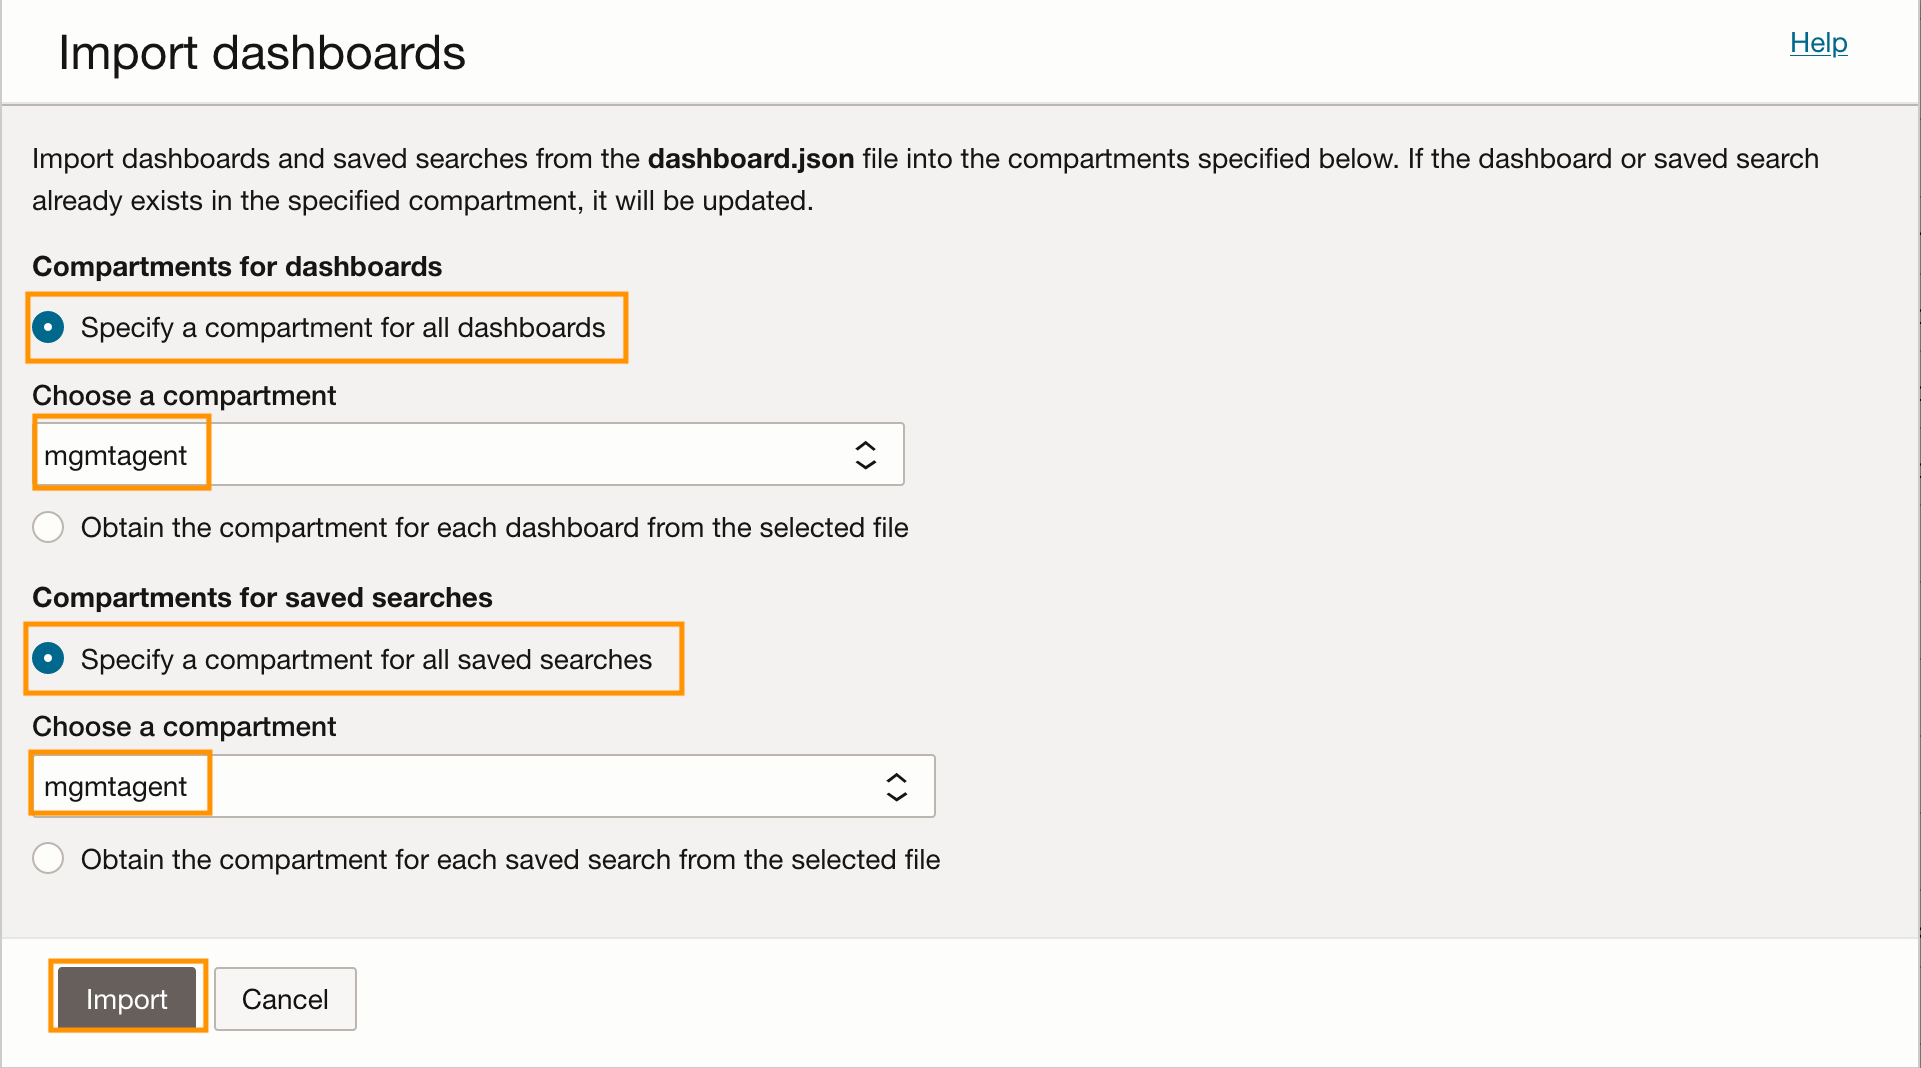 Import dashboards
Help
Import dashboards and saved searches from the dashboard.json file into the compartments specified below. If the dashboard or saved search
already exists in the specified compartment, it will be updated.
Compartments for dashboards
Specify a compartment for all dashboards
Choose a compartment
mgmtagent
Obtain the compartment for each dashboard from the selected file
Compartments for saved searches
Specify a compartment for all saved searches
Choose a compartment
mgmtagent
Obtain the compartment for each saved search from the selected file
Import
Cancel